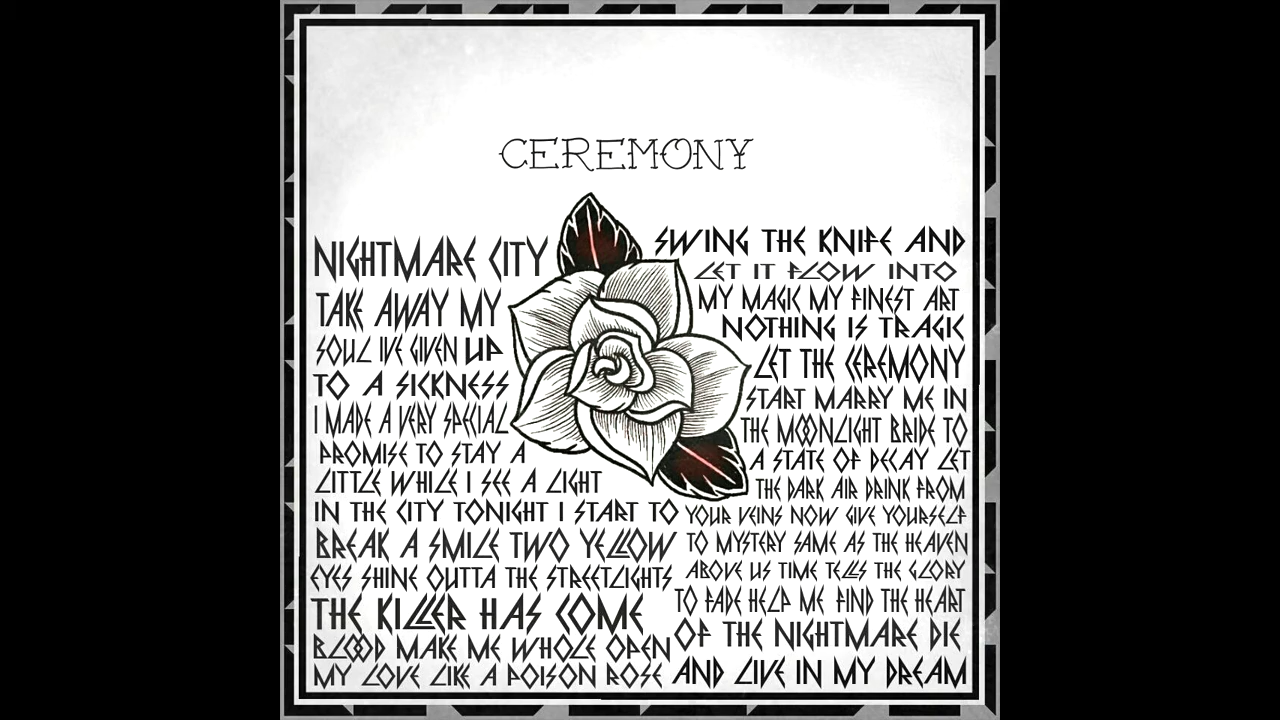 CEREMONY
NIGHTMARE CITY
TAKE AWAY MY
SOUL IVE GIVEN UP
TO A SICKNESS
I MADE A VERY SPECIAL
PROMISE TO STAY A
LITTLE WHILE I SEE A LIGHT
IN THE CITY TONIGHT I START TO
BREAK A SMILE TWO YELLOW
EYES SHINE OUTTA THE STREETLIGHTS
THE KILLER HAS COME
BLOOD MAKE ME WHOLE OPEN
MY LOVE LIKE A POISON ROSE
SWING THE KNIFE AND
LET IT FLOW INTO
MY MAGIC MY FINEST ART
NOTHING IS TRAGIC
LET THE CEREMONY
START MARRY ME IN
THE MOONLIGHT BRIDE TO
A STATE OF DECAY LET
THE DARK AIR DRINK FROM
YOUR VEINS NOW GIVE YOURSELF
TO MYSTERY SAME AS THE HEAVEN
ABOVE US TIME TELLS THE GLORY
TO FADE HELP ME FIND THE HEART
OF THE NIGHTMARE DIE
AND LIVE IN MY DREAM